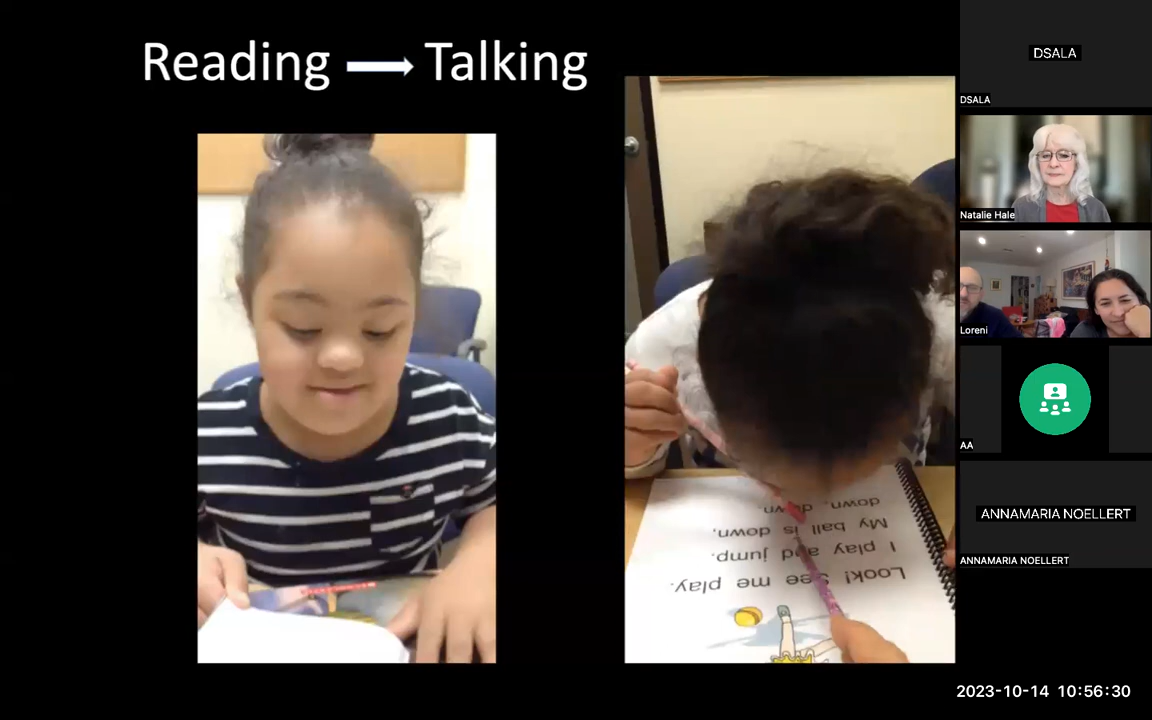 Reading → Talking
Look! See me play.
I play and jump.
My ball is down,
down, down.
DSALA
DSALA
Natalie Hale
Loreni
AA
ANNAMARIA NOELLERT
ANNAMARIA NOELLERT
2023-10-14 10:56:30